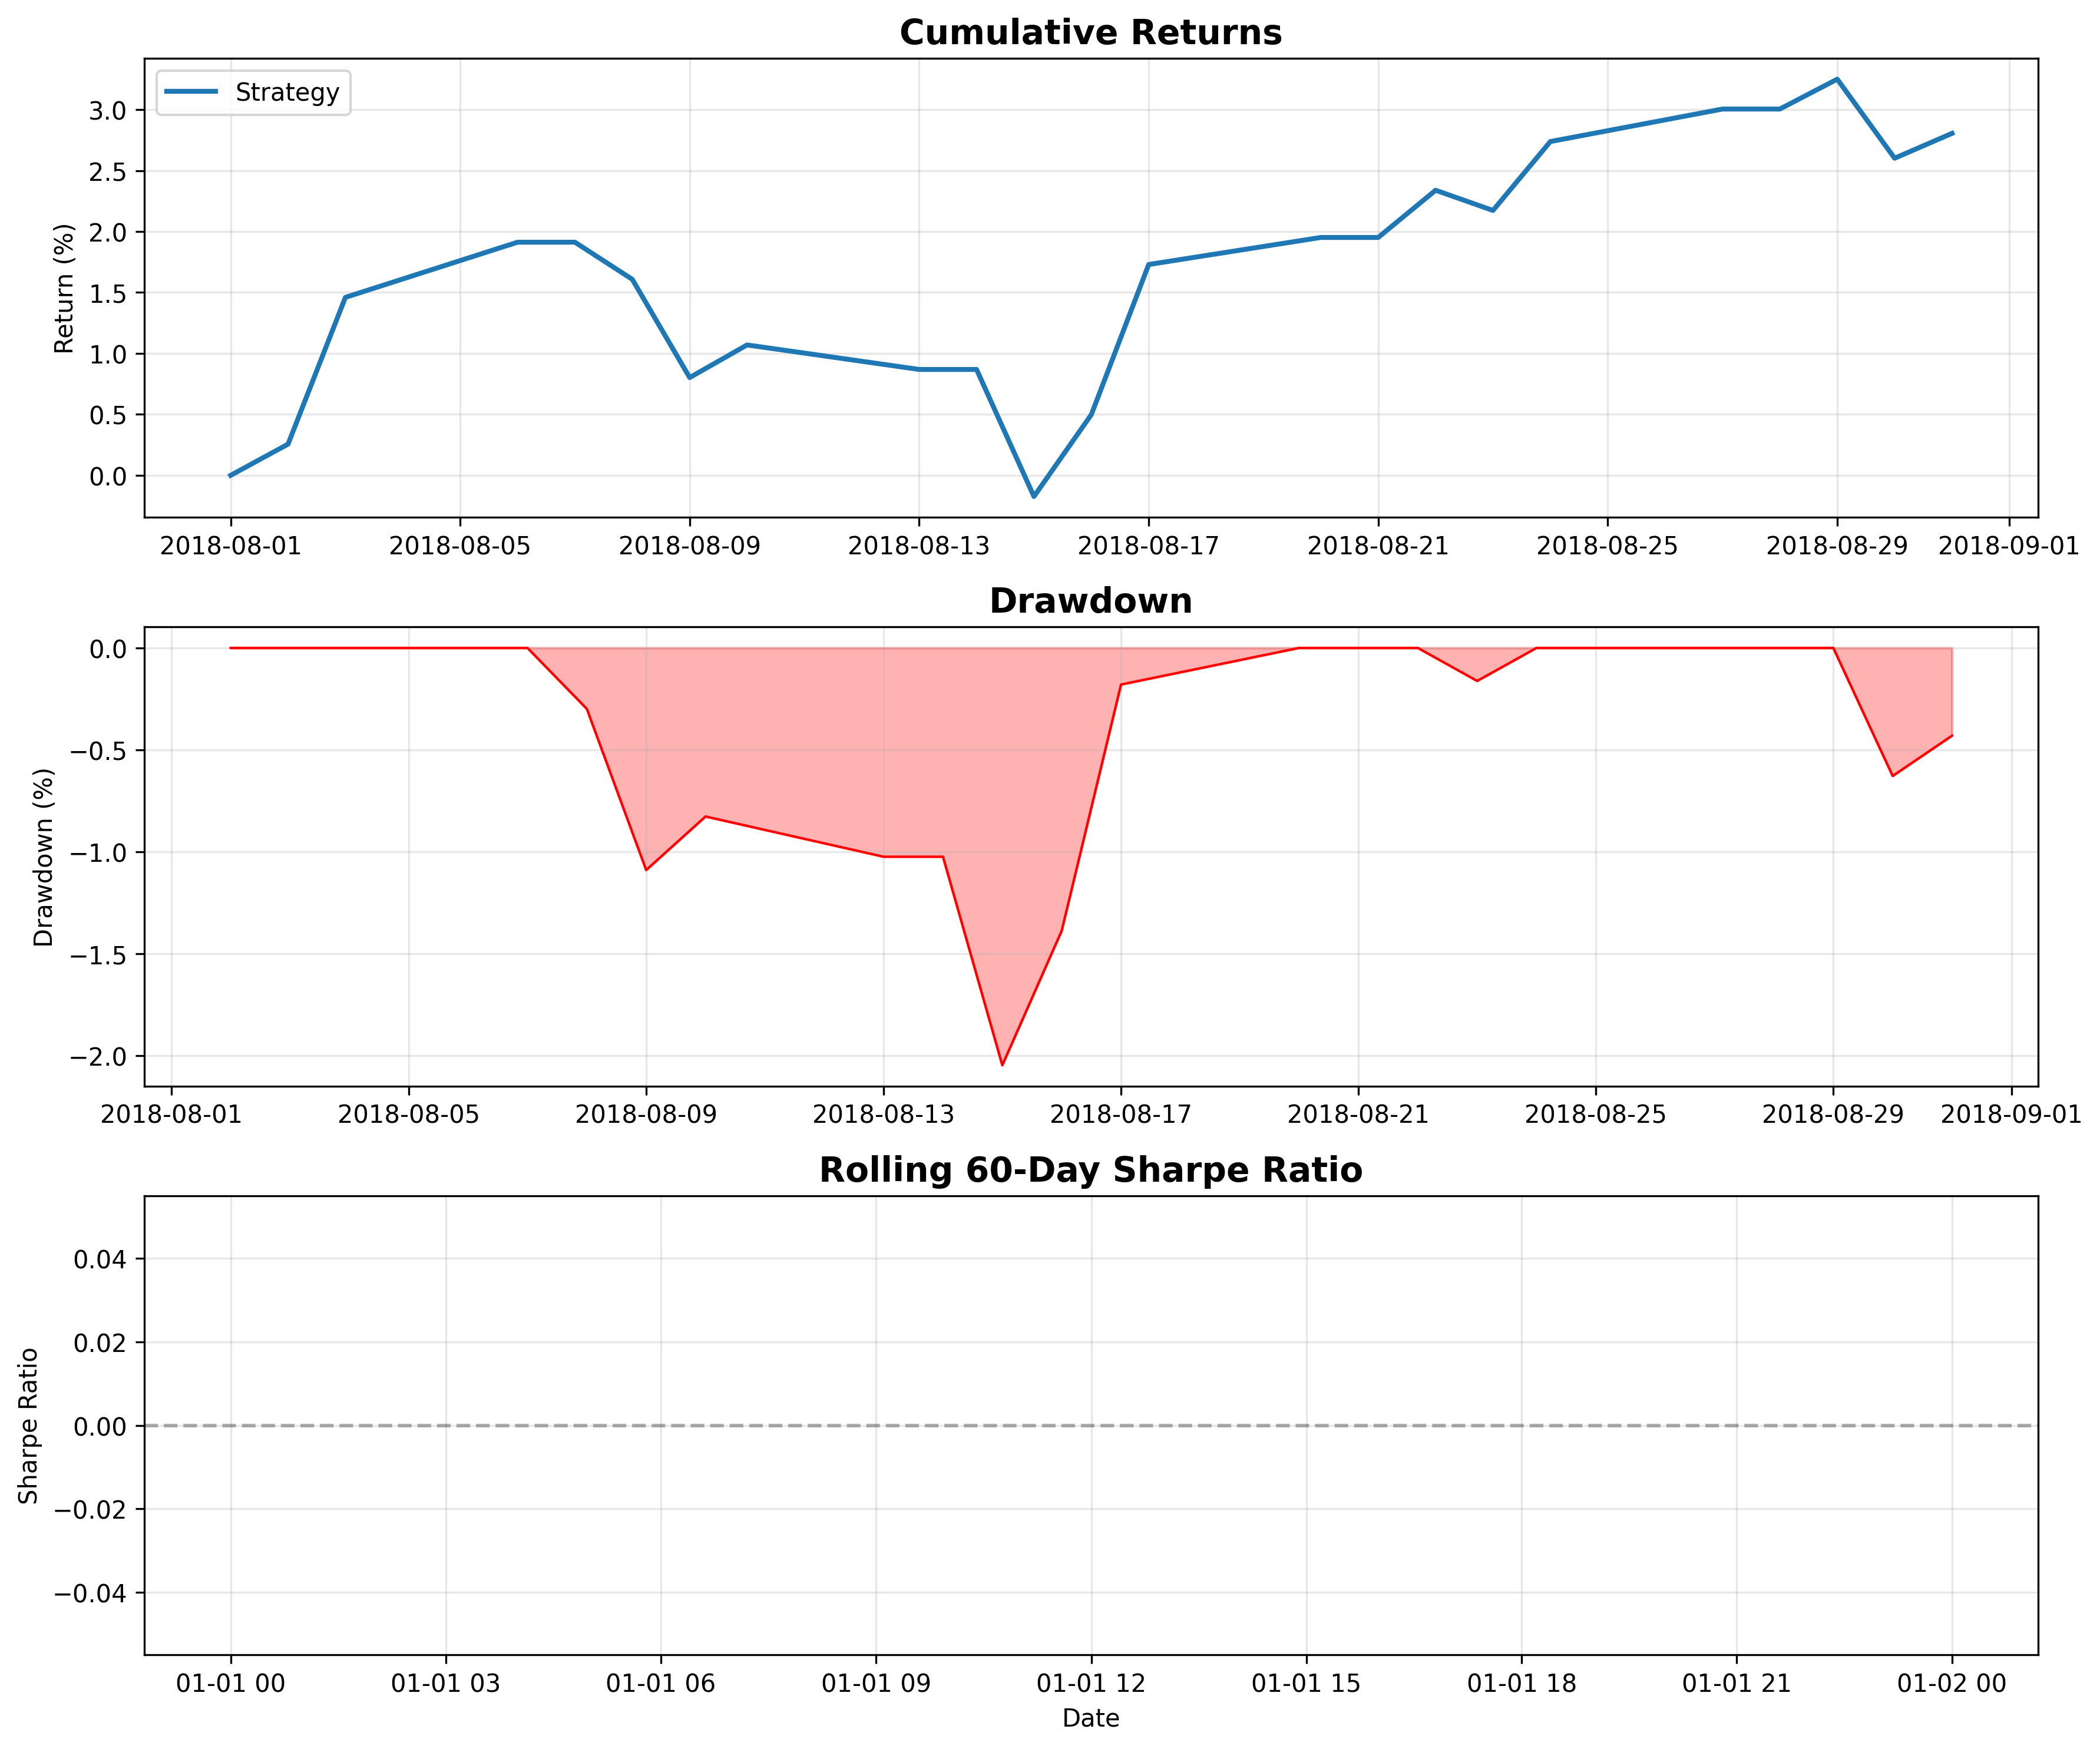 Cumulative Returns
Strategy
Return (%)
3.0
2.5
2.0
1.5
1.0
0.5
0.0
2018-08-01 2018-08-05 2018-08-09 2018-08-13 2018-08-17 2018-08-21 2018-08-25 2018-08-29 2018-09-01
Drawdown
Drawdown (%)
0.0
−0.5
−1.0
−1.5
−2.0
2018-08-01 2018-08-05 2018-08-09 2018-08-13 2018-08-17 2018-08-21 2018-08-25 2018-08-29 2018-09-01
Rolling 60-Day Sharpe Ratio
Sharpe Ratio
0.04
0.02
0.00
−0.02
−0.04
01-01 00 01-01 03 01-01 06 01-01 09 01-01 12 01-01 15 01-01 18 01-01 21 01-02 00
Date